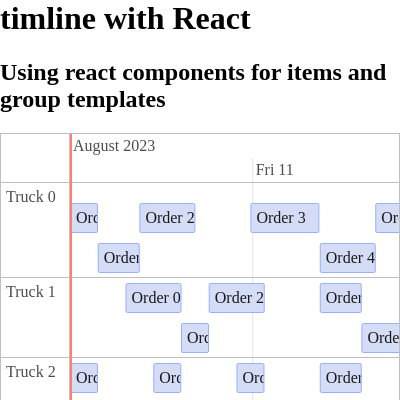 timline with React
Using react components for items and
group templates
August 2023
Fri 11
Truck 0
Ord Order 2 Order 3 Or
Order Order 4
Truck 1
Order 0 Order 2 Order
Ord Orde
Truck 2
Ord Ord Ord Order